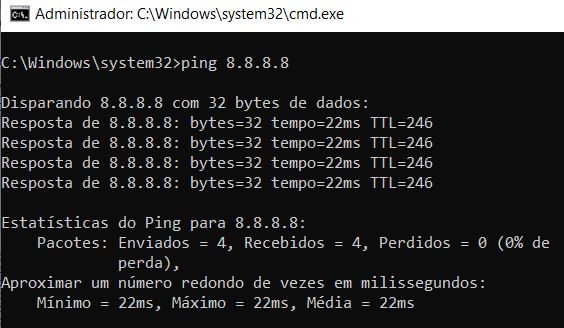 Administrador: C:\Windows\system32\cmd.exe
C:\Windows\system32>ping 8.8.8.8
Disparando 8.8.8.8 com 32 bytes de dados:
Resposta de 8.8.8.8: bytes=32 tempo=22ms TTL=246
Resposta de 8.8.8.8: bytes=32 tempo=22ms TTL=246
Resposta de 8.8.8.8: bytes=32 tempo=22ms TTL=246
Resposta de 8.8.8.8: bytes=32 tempo=22ms TTL=246
Estatísticas do Ping para 8.8.8.8:
Pacotes: Enviados = 4, Recebidos = 4, Perdidos = 0 (0% de
perda),
Aproximar um número redondo de vezes em milissegundos:
Mínimo = 22ms, Máximo = 22ms, Média = 22ms